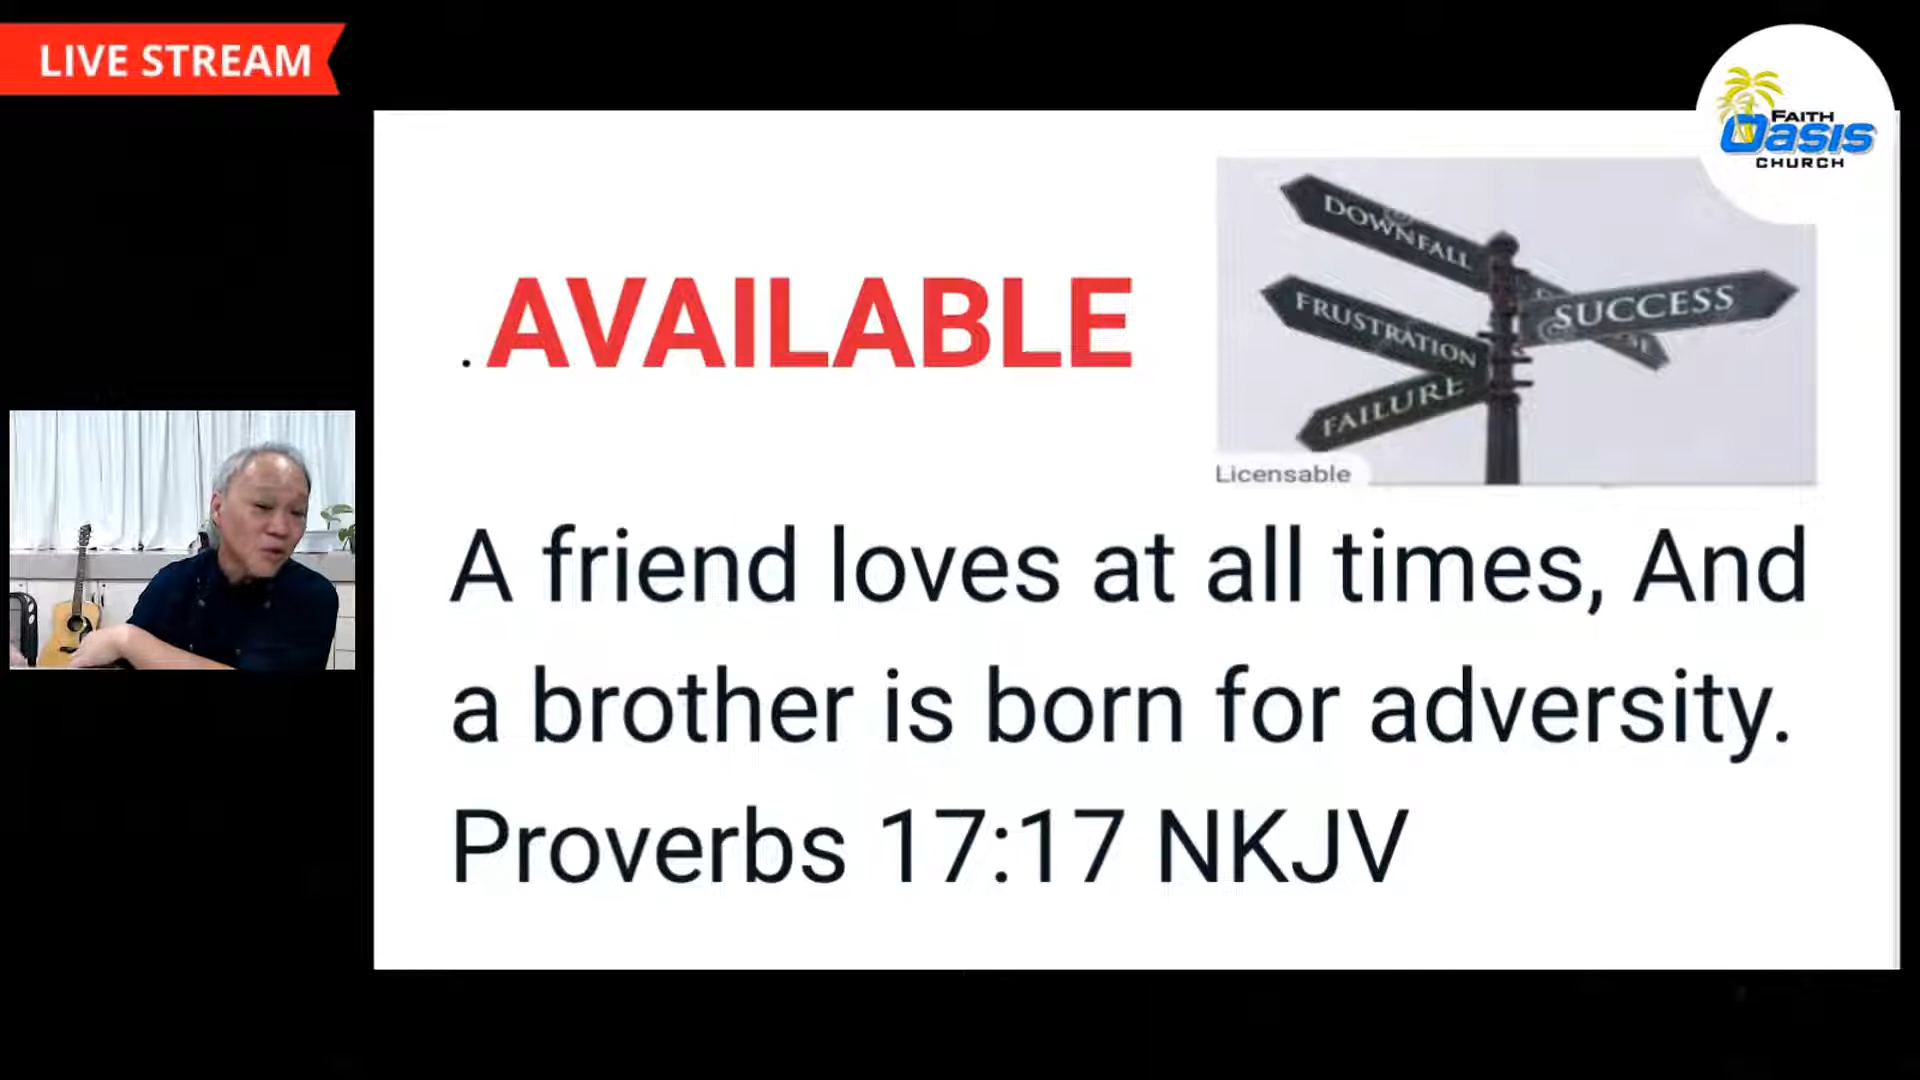 LIVE STREAM
FAITH
Oasis
CHURCH
. AVAILABLE
DOWNFALL
FRUSTRATION
SUCCESS
FAILURE
Licensable
A friend loves at all times, And
a brother is born for adversity.
Proverbs 17:17 NKJV